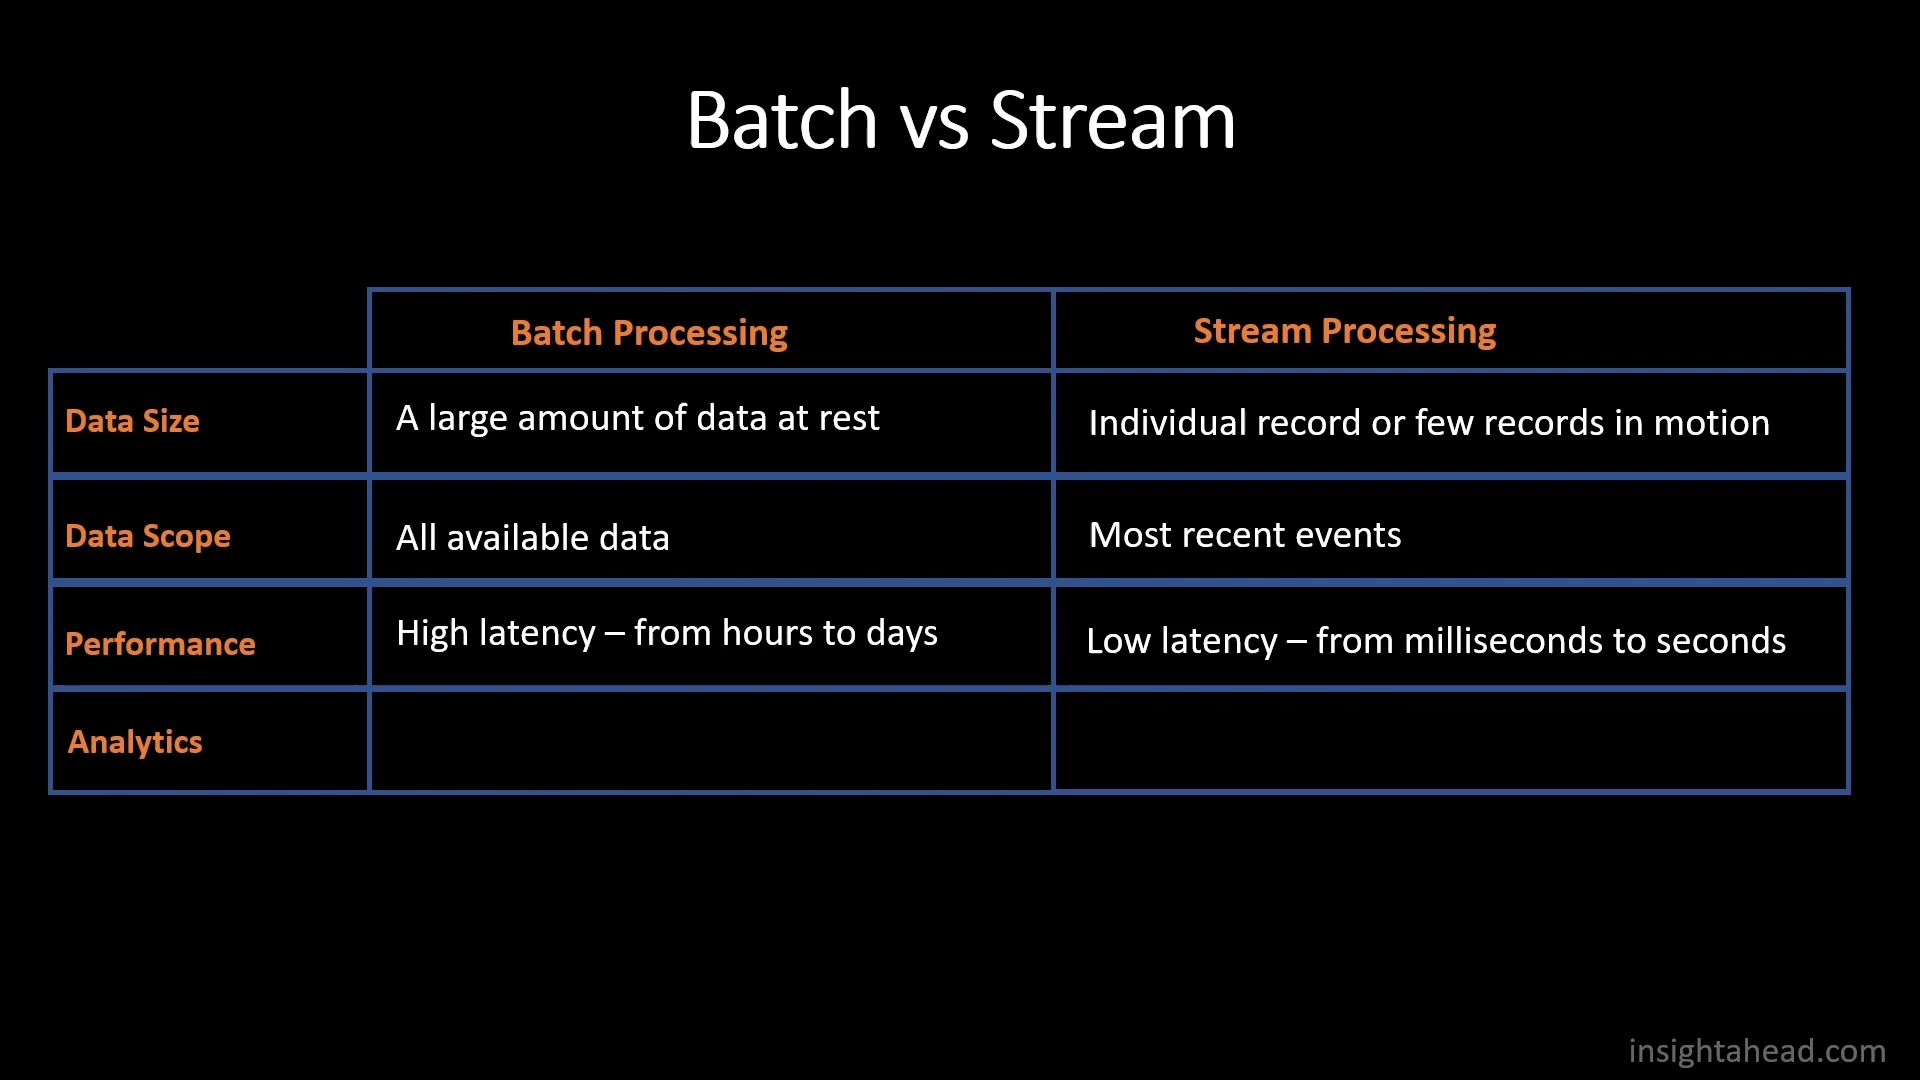 Batch vs Stream
Batch Processing
Stream Processing
Data Size
A large amount of data at rest
Individual record or few records in motion
Data Scope
All available data
Most recent events
Performance
High latency – from hours to days
Low latency – from milliseconds to seconds
Analytics
insightahead.com